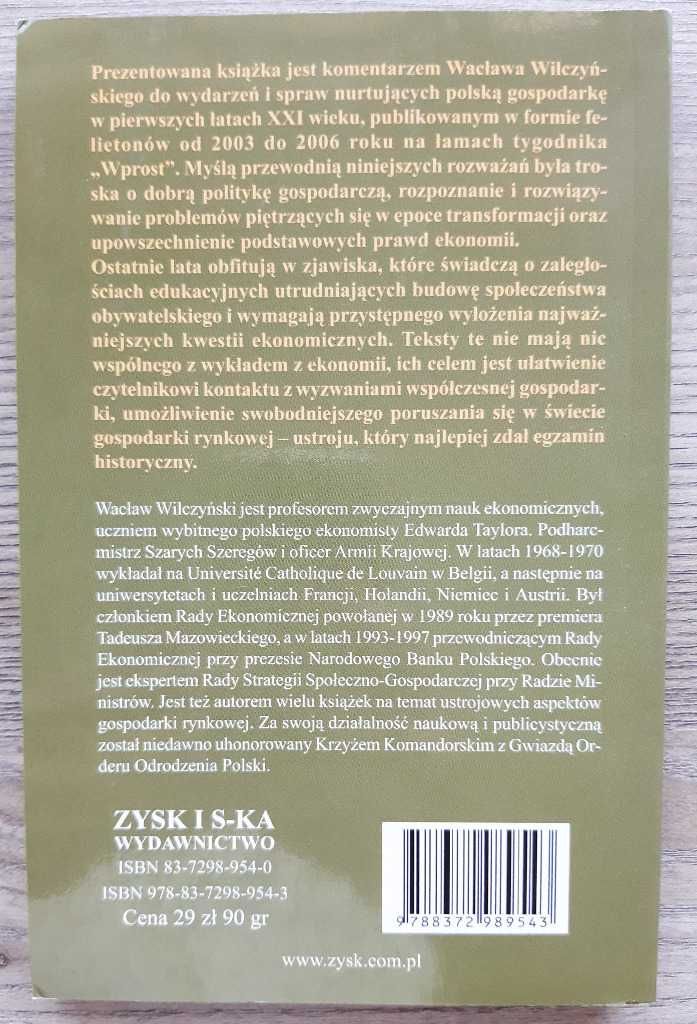 Prezentowana książka jest komentarzem Wacława Wilczyń-
skiego do wydarzeń i spraw nurtujących polską gospodarkę
w pierwszych latach XXI wieku, publikowanym w formie fe-
lietonów od 2003 do 2006 roku na łamach tygodnika
„Wprost”. Myślą przewodnią niniejszych rozważań była tro-
ska o dobrą politykę gospodarczą, rozpoznanie i rozwiązy-
wanie problemów piętrzących się w epoce transformacji oraz
upowszechnienie podstawowych prawd ekonomii.
Ostatnie lata obfitują w zjawiska, które świadczą o zaległo-
ściach edukacyjnych utrudniających budowę społeczeństwa
obywatelskiego i wymagają przystępnego wyłożenia najważ-
niejszych kwestii ekonomicznych. Teksty te nie mają nic
wspólnego z wykładem z ekonomii, ich celem jest ułatwienie
czytelnikowi kontaktu z wyzwaniami współczesnej gospodar-
ki, umożliwienie swobodniejszego poruszania się w świecie
gospodarki rynkowej – ustroju, który najlepiej zdał egzamin
historyczny.
Wacław Wilczyński jest profesorem zwyczajnym nauk ekonomicznych,
uczniem wybitnego polskiego ekonomisty Edwarda Taylora. Podharc-
mistrz Szarych Szeregów i oficer Armii Krajowej. W latach 1968-1970
wykładał na Université Catholique de Louvain w Belgii, a następnie na
uniwersytetach i uczelniach Francji, Holandii, Niemiec i Austrii. Był
członkiem Rady Ekonomicznej powołanej w 1989 roku przez premiera
Tadeusza Mazowieckiego, a w latach 1993-1997 przewodniczącym Rady
Ekonomicznej przy prezesie Narodowego Banku Polskiego. Obecnie
jest ekspertem Rady Strategii Społeczno-Gospodarczej przy Radzie Mi-
nistrów. Jest też autorem wielu książek na temat ustrojowych aspektów
gospodarki rynkowej. Za swoją działalność naukową i publicystyczną
został niedawno uhonorowany Krzyżem Komandorskim z Gwiazdą Or-
deru Odrodzenia Polski.
ZYSK I S-KA
WYDAWNICTWO
ISBN 83-7298-954-0
ISBN 978-83-7298-954-3
Cena 29 zł 90 gr
9 788372 989543
www.zysk.com.pl